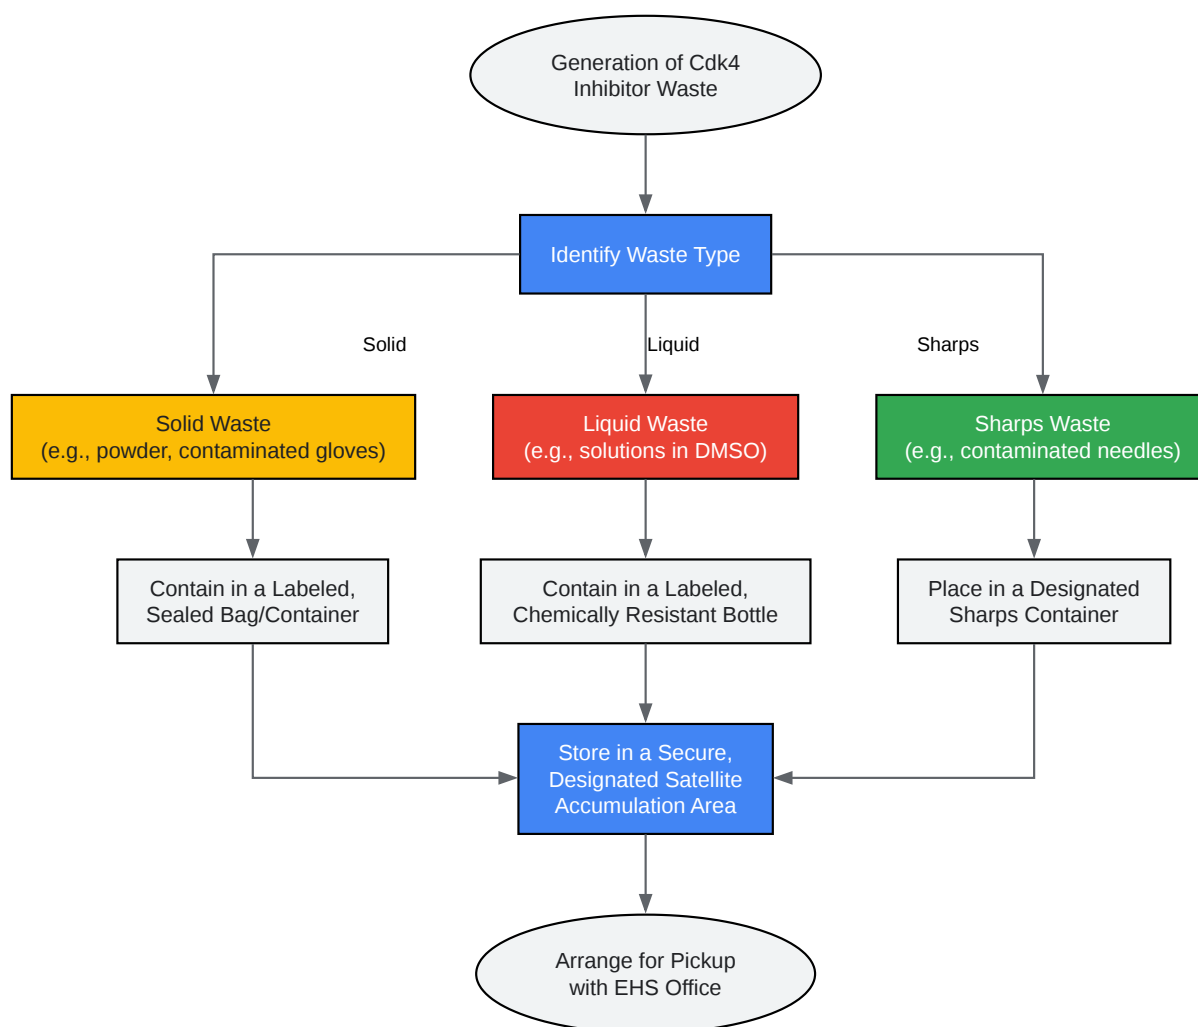 Generation of Cdk4
Inhibitor Waste
Identify Waste Type
Solid
Liquid
Sharps
Solid Waste
(e.g., powder, contaminated gloves)
Liquid Waste
(e.g., solutions in DMSO)
Sharps Waste
(e.g., contaminated needles)
Contain in a Labeled,
Sealed Bag/Container
Contain in a Labeled,
Chemically Resistant Bottle
Place in a Designated
Sharps Container
Store in a Secure,
Designated Satellite
Accumulation Area
Arrange for Pickup
with EHS Office